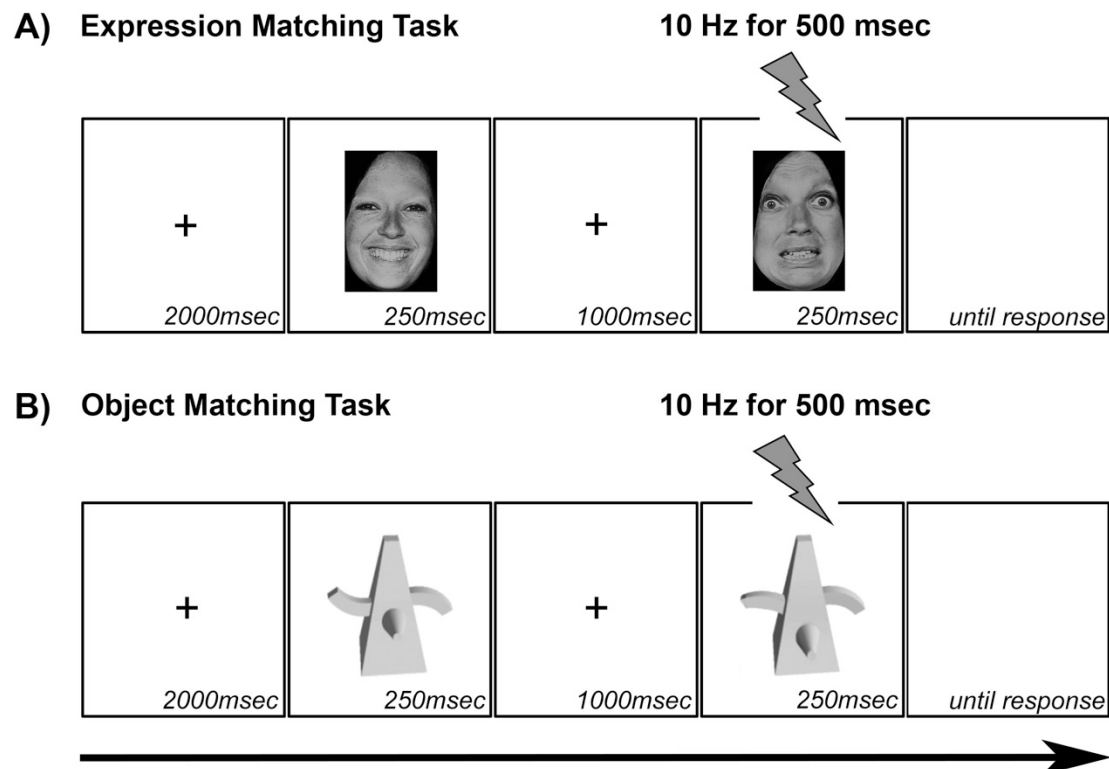 A) Expression Matching Task 10 Hz for 500 msec
+ +
2000msec 250msec 1000msec 250msec until response
B) Object Matching Task 10 Hz for 500 msec
+ +
2000msec 250msec 1000msec 250msec until response